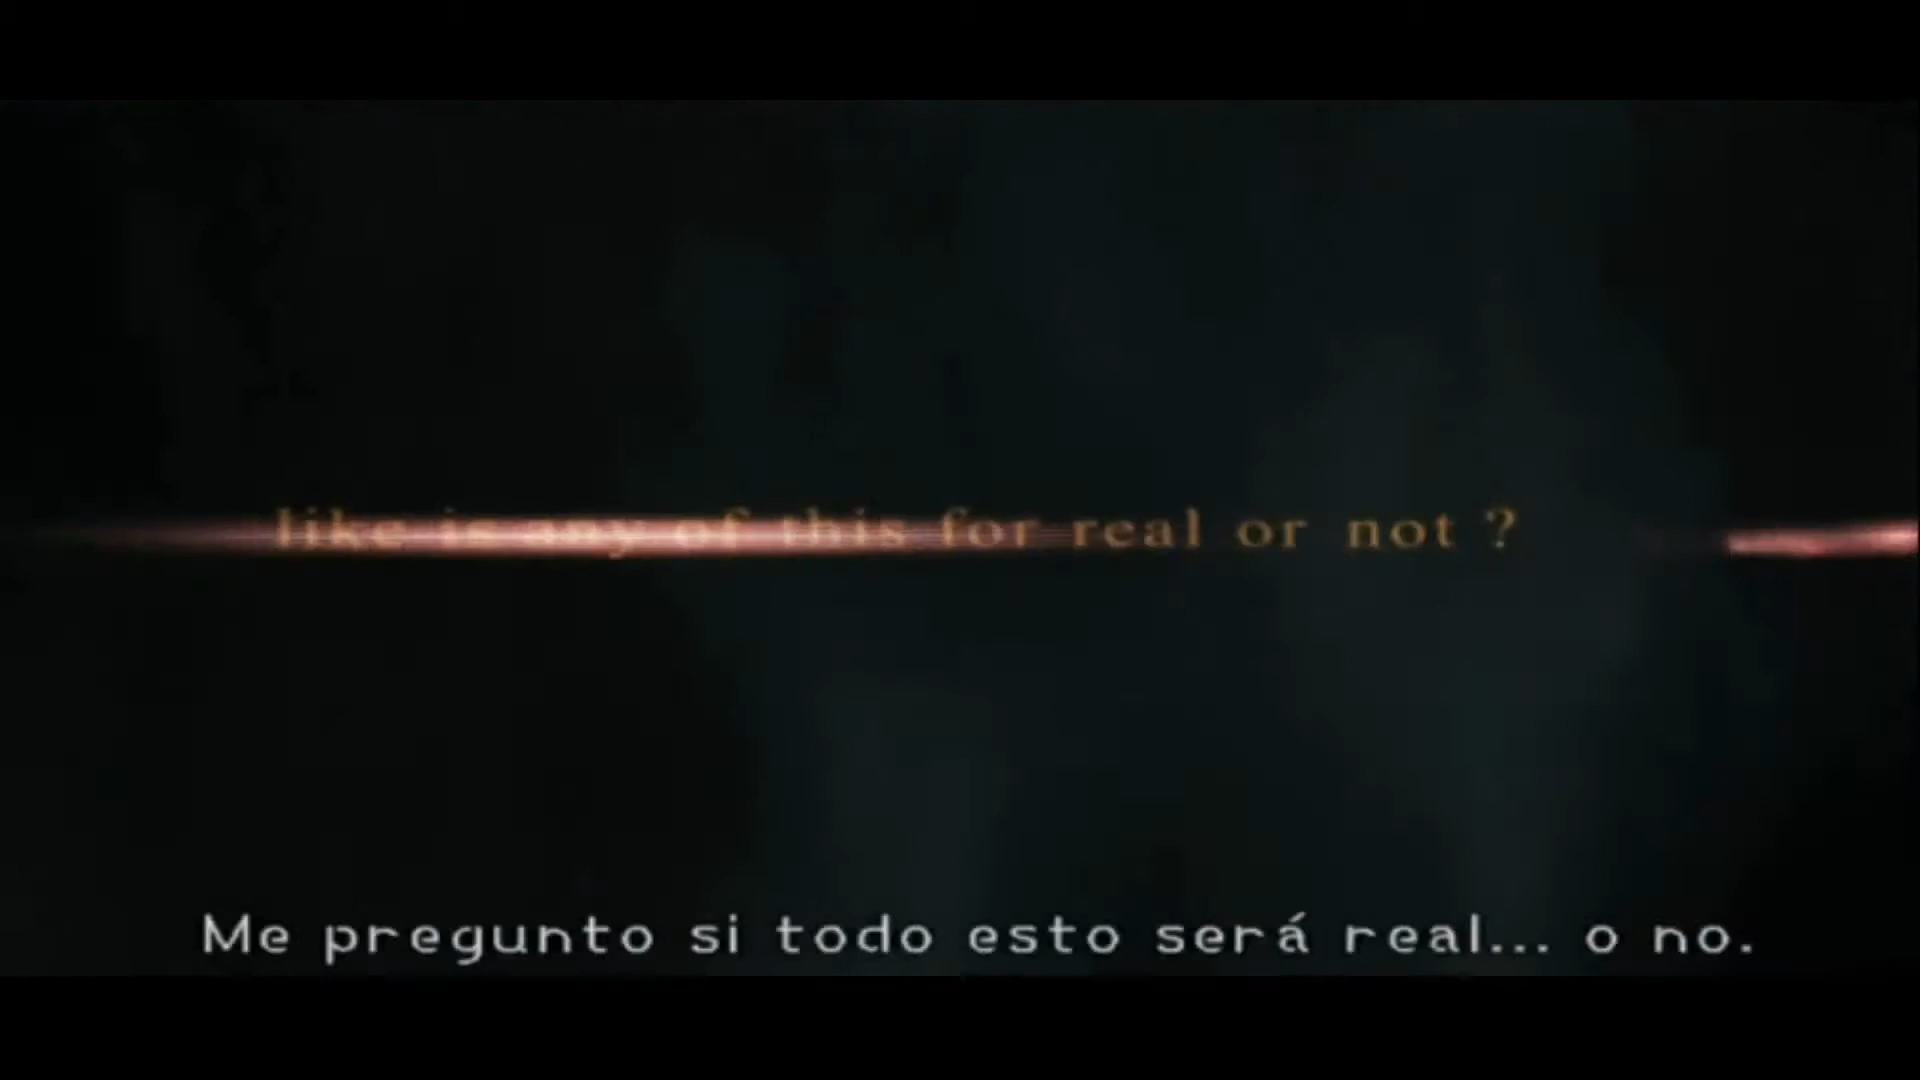 like is any of this for real or not ?
Me pregunto si todo esto será real... o no.